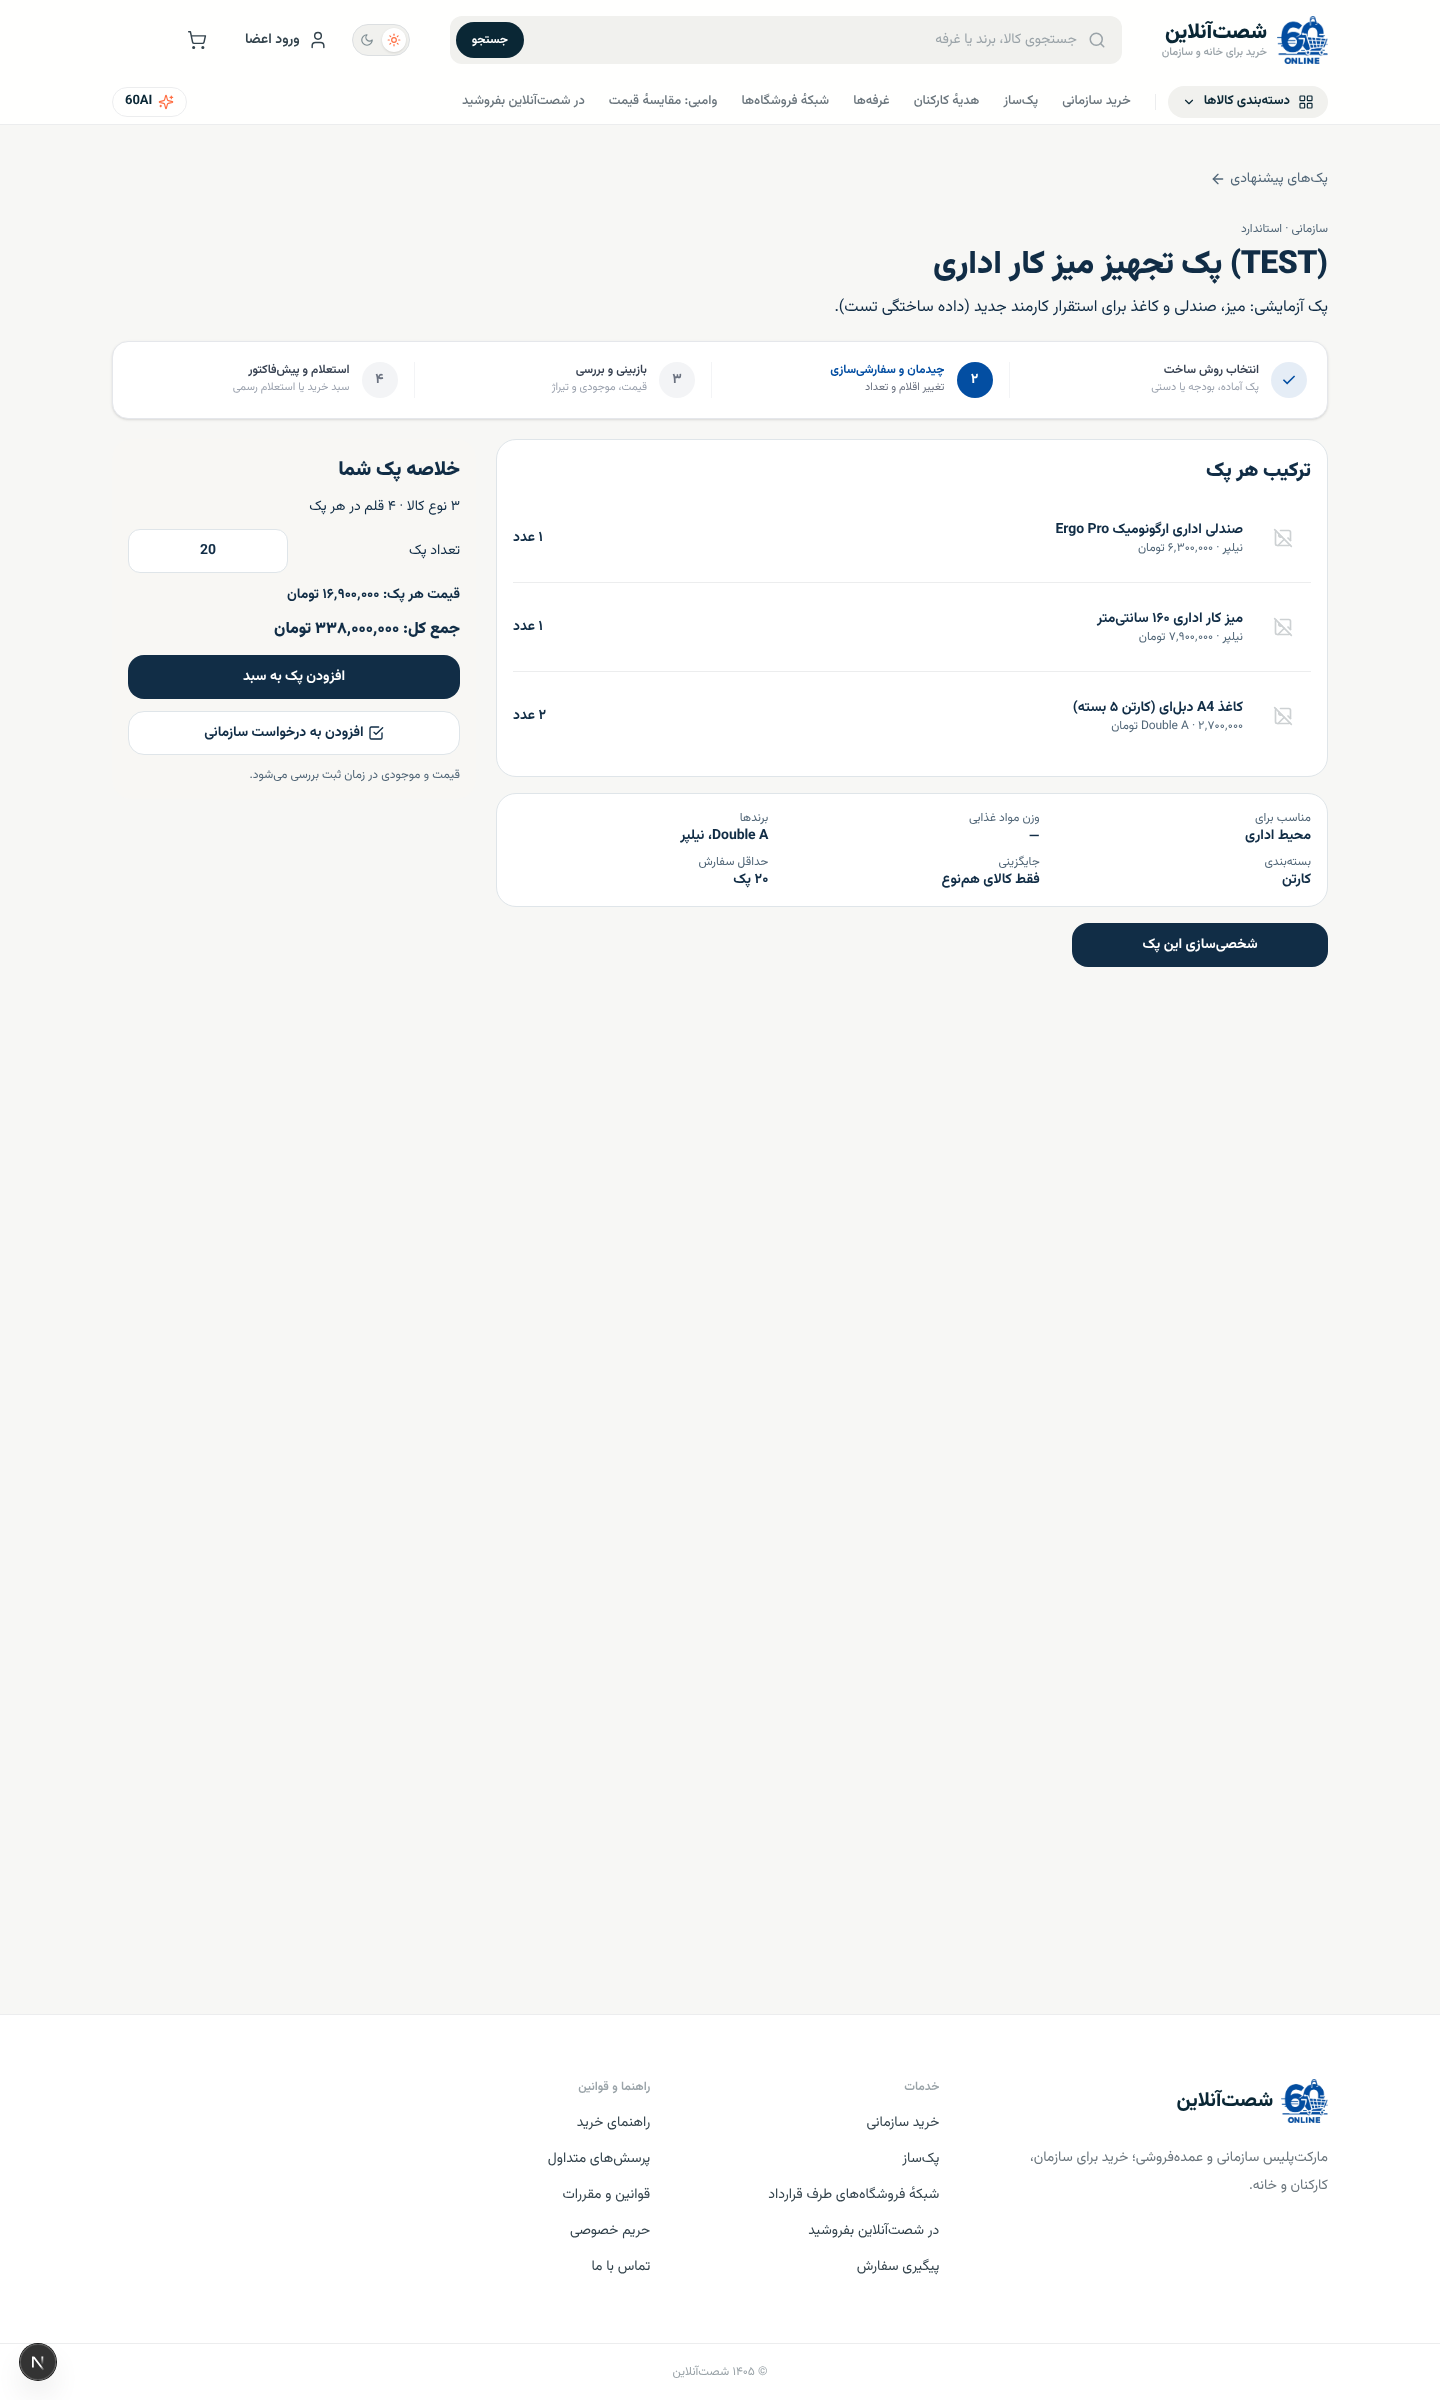 60
ONLINE
شصت‌آنلاین
خرید برای خانه و سازمان
جستجوی کالا، برند یا غرفه
جستجو
ورود اعضا
دسته‌بندی کالاها
خرید سازمانی
پک‌ساز
هدیهٔ کارکنان
غرفه‌ها
شبکهٔ فروشگاه‌ها
وامبی: مقایسهٔ قیمت
در شصت‌آنلاین بفروشید
60AI
پک‌های پیشنهادی
سازمانی · استاندارد
(TEST) پک تجهیز میز کار اداری
پک آزمایشی: میز، صندلی و کاغذ برای استقرار کارمند جدید (داده ساختگی تست).
انتخاب روش ساخت
پک آماده، بودجه یا دستی
۲
چیدمان و سفارشی‌سازی
تغییر اقلام و تعداد
۳
بازبینی و بررسی
قیمت، موجودی و تیراژ
۴
استعلام و پیش‌فاکتور
سبد خرید یا استعلام رسمی
ترکیب هر پک
صندلی اداری ارگونومیک Ergo Pro
نیلپر · ۶,۳۰۰,۰۰۰ تومان
۱ عدد
میز کار اداری ۱۶۰ سانتی‌متر
نیلپر · ۷,۹۰۰,۰۰۰ تومان
۱ عدد
کاغذ A4 دبل‌ای (کارتن ۵ بسته)
Double A · ۲,۷۰۰,۰۰۰ تومان
۲ عدد
مناسب برای
محیط اداری
وزن مواد غذایی
—
برندها
Double A، نیلپر
بسته‌بندی
کارتن
جایگزینی
فقط کالای هم‌نوع
حداقل سفارش
۲۰ پک
شخصی‌سازی این پک
خلاصه پک شما
۳ نوع کالا · ۴ قلم در هر پک
تعداد پک
20
قیمت هر پک: ۱۶,۹۰۰,۰۰۰ تومان
جمع کل: ۳۳۸,۰۰۰,۰۰۰ تومان
افزودن پک به سبد
افزودن به درخواست سازمانی
قیمت و موجودی در زمان ثبت بررسی می‌شود.
60
ONLINE
شصت‌آنلاین
مارکت‌پلیس سازمانی و عمده‌فروشی؛ خرید برای سازمان،
کارکنان و خانه.
خدمات
خرید سازمانی
پک‌ساز
شبکهٔ فروشگاه‌های طرف قرارداد
در شصت‌آنلاین بفروشید
پیگیری سفارش
راهنما و قوانین
راهنمای خرید
پرسش‌های متداول
قوانین و مقررات
حریم خصوصی
تماس با ما
N
© ۱۴۰۵ شصت‌آنلاین